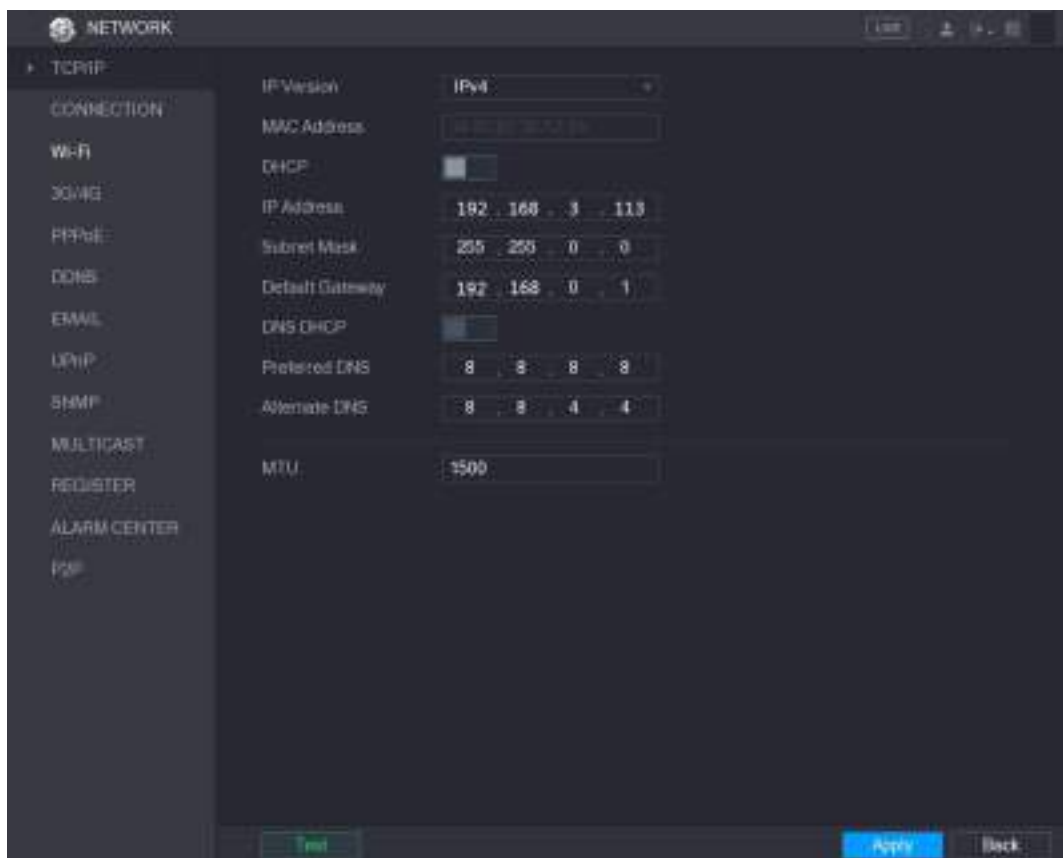 NETWORK
LIVE
TCP/IP
CONNECTION
Wi-Fi
3G/4G
PPPoE
DDNS
EMAIL
UPnP
SNMP
MULTICAST
REGISTER
ALARM CENTER
P2P
IP Version IPv4
MAC Address
DHCP
IP Address 192 . 168 . 3 . 113
Subnet Mask 255 . 255 . 0 . 0
Default Gateway 192 . 168 . 0 . 1
DNS DHCP
Preferred DNS 8 . 8 . 8 . 8
Alternate DNS 8 . 8 . 4 . 4
MTU 1500
Test Apply Back